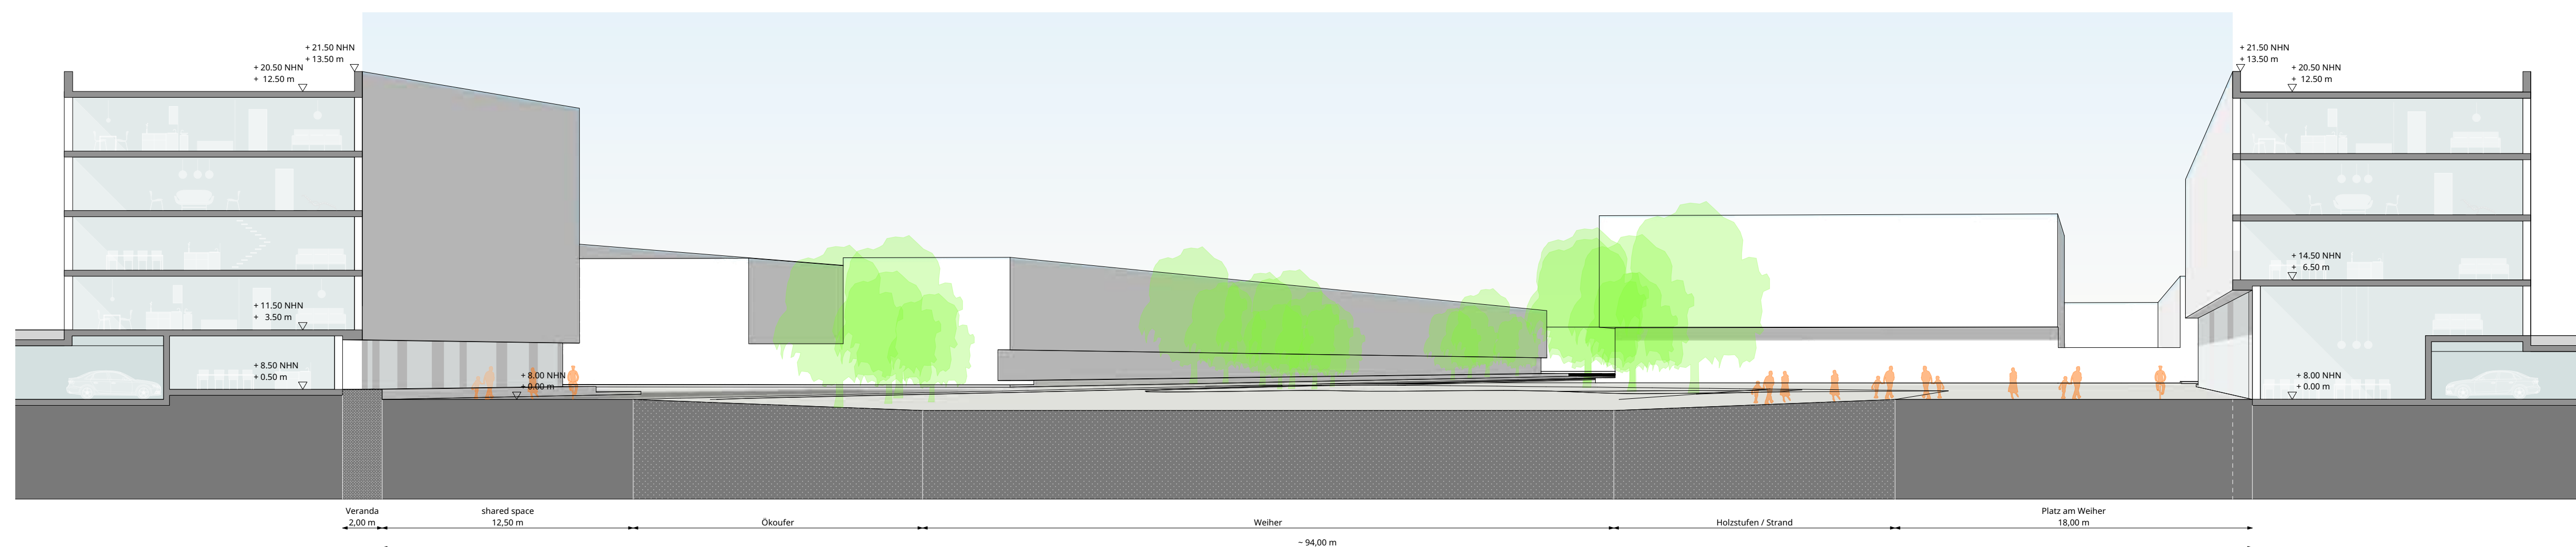 + 21.50 NHN
+ 13.50 m
+ 20.50 NHN
+ 12.50 m
+ 11.50 NHN
+ 3.50 m
+ 8.50 NHN
+ 0.50 m
+ 8.00 NHN
+ 0.00 m
+ 21.50 NHN
+ 13.50 m
+ 20.50 NHN
+ 12.50 m
+ 14.50 NHN
+ 6.50 m
+ 8.00 NHN
+ 0.00 m
Veranda
2,00 m
shared space
12,50 m
Ökoufer
Weiher
Holzstufen / Strand
Platz am Weiher
18,00 m
~ 94,00 m